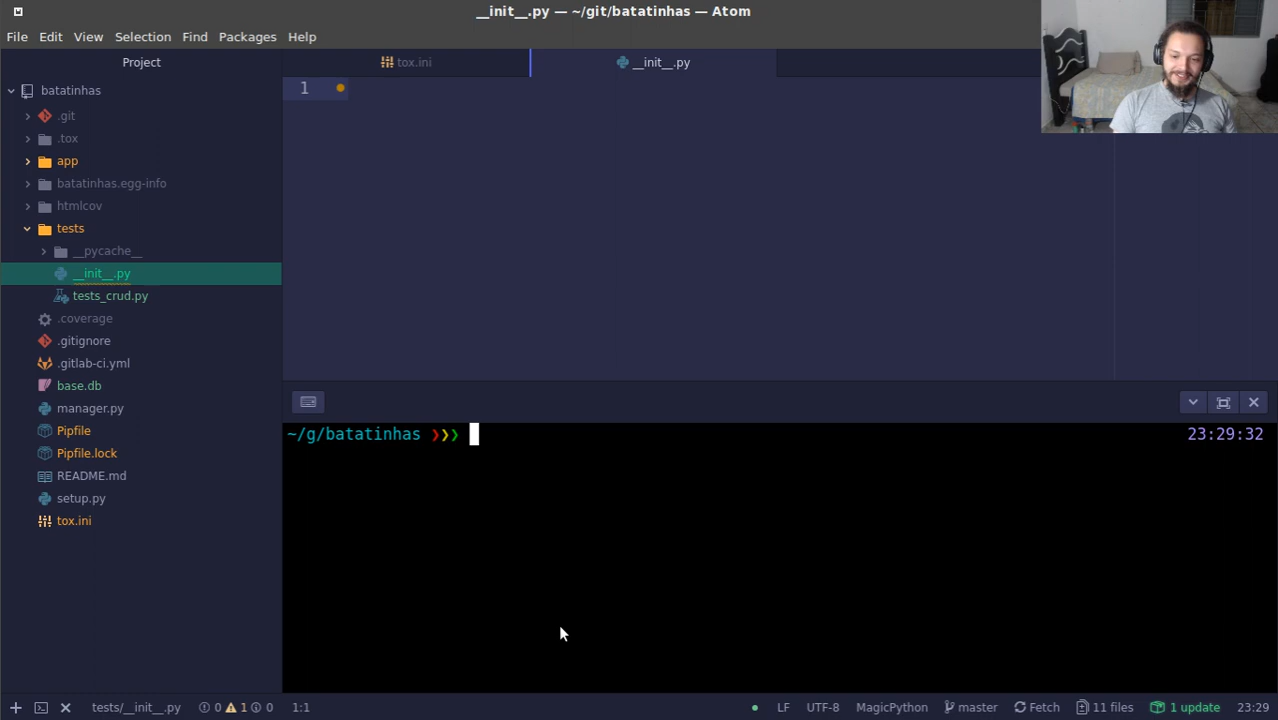 __init__.py — ~/git/batatinhas — Atom
File Edit View Selection Find Packages Help
Project
tox.ini
__init__.py
1
batatinhas
.git
.tox
app
batatinhas.egg-info
htmlcov
tests
__pycache__
__init__.py
tests_crud.py
.coverage
.gitignore
.gitlab-ci.yml
base.db
manager.py
Pipfile
Pipfile.lock
README.md
setup.py
tox.ini
~/g/batatinhas ❯❯❯ 23:29:32
tests/__init__.py 0 1 0 1:1 LF UTF-8 MagicPython master Fetch 11 files 1 update 23:29